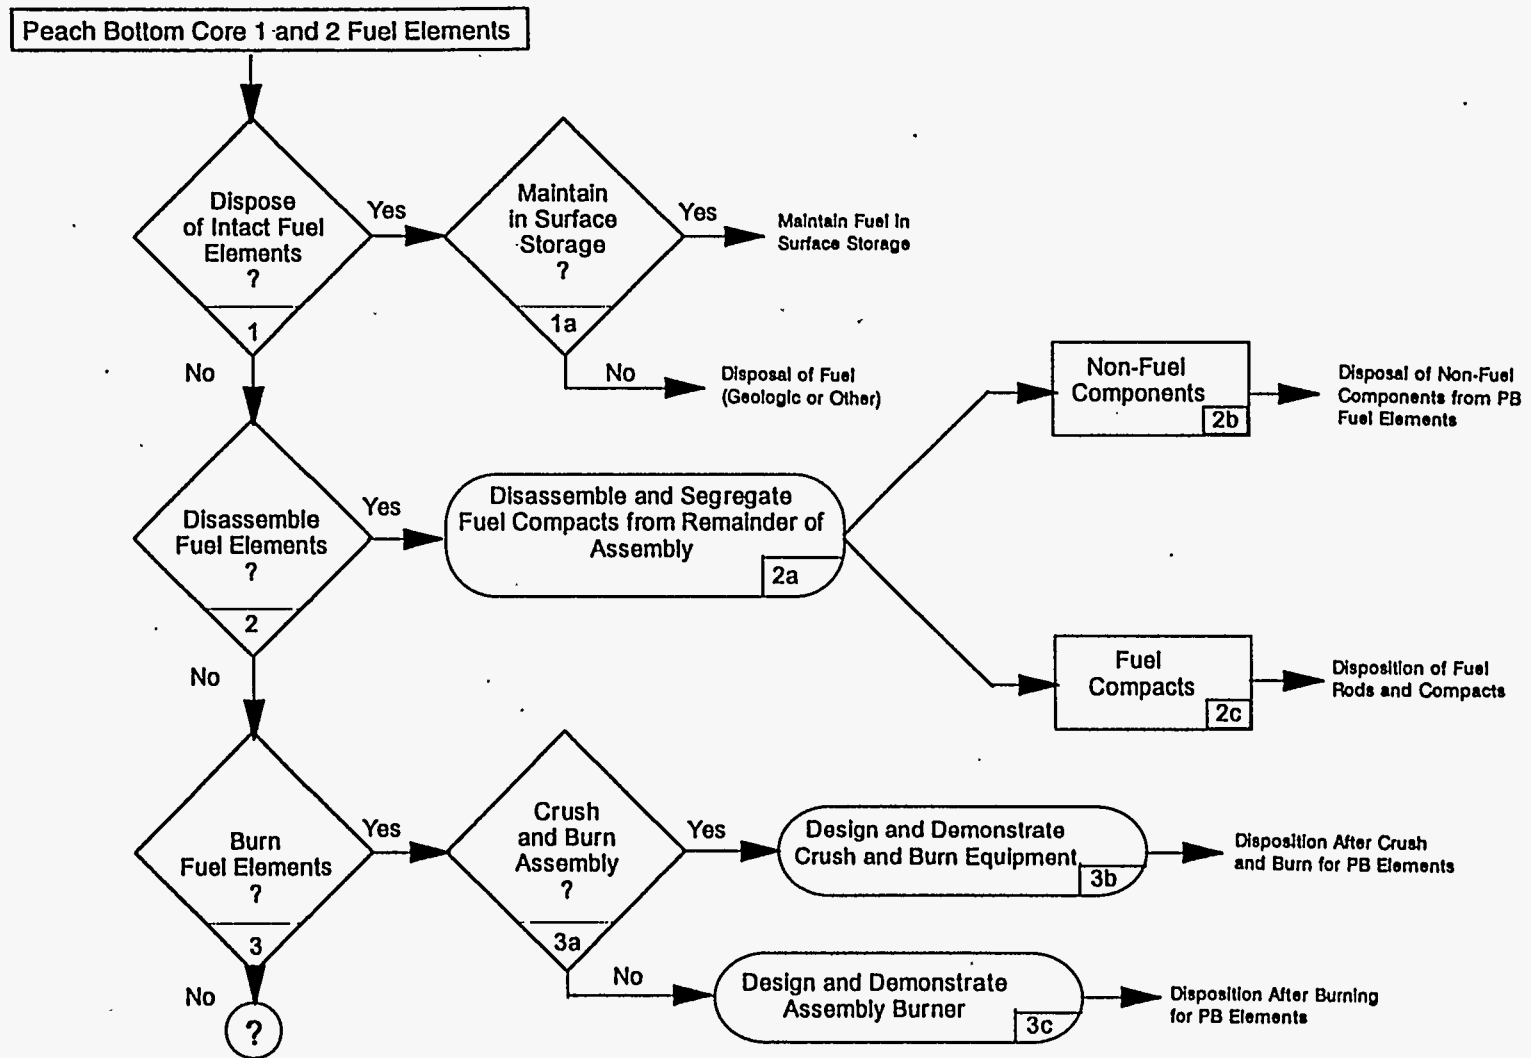 Peach Bottom Core 1 and 2 Fuel Elements
Dispose
of Intact Fuel
Elements
?
1
Yes
No
Maintain
in Surface
Storage
?
1a
Yes
Maintain Fuel in
Surface Storage
No
Disposal of Fuel
(Geologic or Other)
Disassemble
Fuel Elements
?
2
Yes
No
Disassemble and Segregate
Fuel Compacts from Remainder of
Assembly
2a
Non-Fuel
Components
2b
Disposal of Non-Fuel
Components from PB
Fuel Elements
Fuel
Compacts
2c
Disposition of Fuel
Rods and Compacts
Burn
Fuel Elements
?
3
Yes
No
?
Crush
and Burn
Assembly
?
3a
Yes
Design and Demonstrate
Crush and Burn Equipment
3b
Disposition After Crush
and Burn for PB Elements
No
Design and Demonstrate
Assembly Burner
3c
Disposition After Burning
for PB Elements